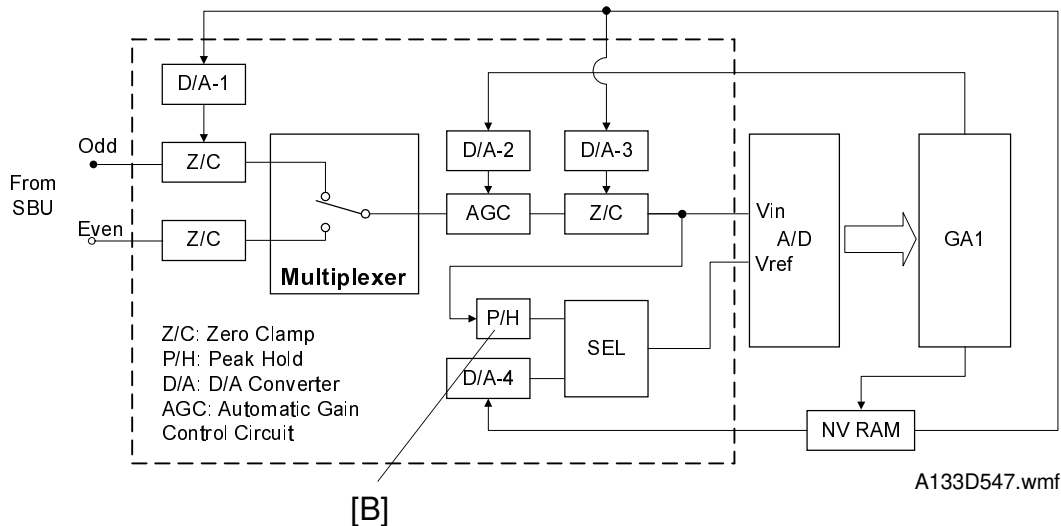 D/A-1
Odd
From
SBU
Even
Z/C
Z/C
Multiplexer
D/A-2
D/A-3
AGC
Z/C
Vin
A/D
Vref
GA1
P/H
SEL
D/A-4
NV RAM
Z/C: Zero Clamp
P/H: Peak Hold
D/A: D/A Converter
AGC: Automatic Gain
Control Circuit
[B]
A133D547.wmf